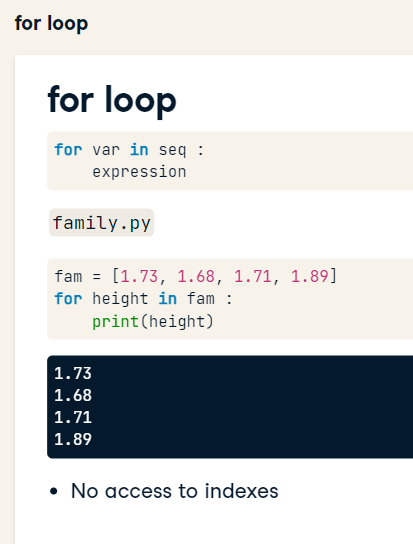 for loop
for loop
for var in seq :
    expression
family.py
fam = [1.73, 1.68, 1.71, 1.89]
for height in fam :
    print(height)
1.73
1.68
1.71
1.89
• No access to indexes